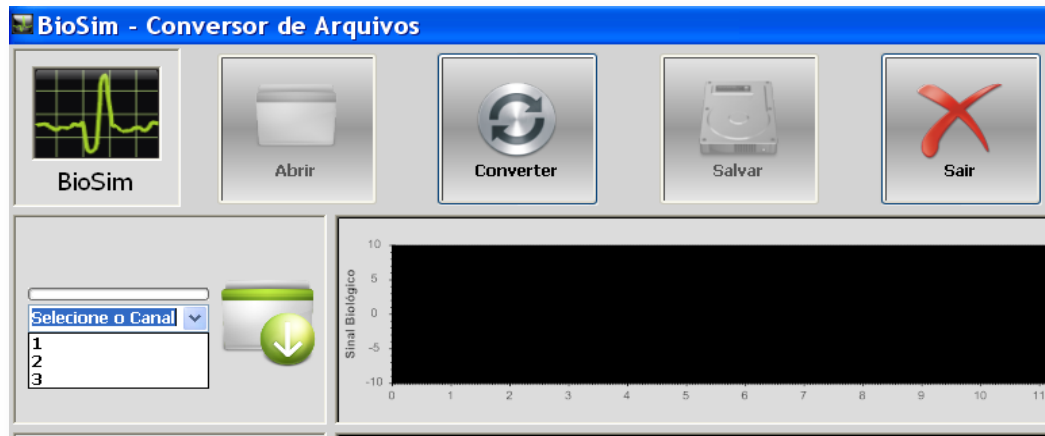 BioSim - Conversor de Arquivos
BioSim
Abrir
Converter
Salvar
Sair
Selecione o Canal
1
2
3
Sinal Biológico
10
5
0
-5
-10
0 1 2 3 4 5 6 7 8 9 10 11